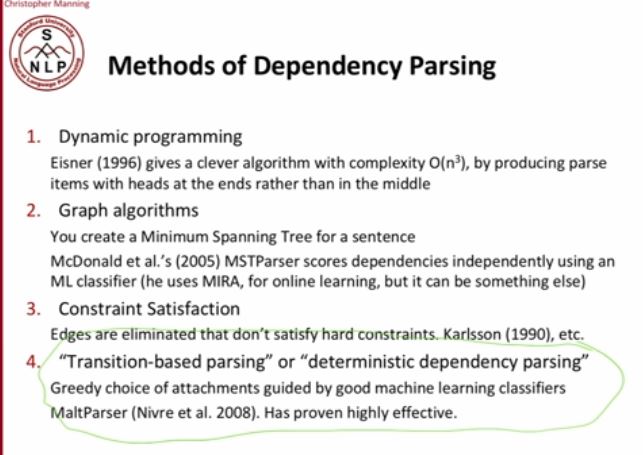 Christopher Manning
Stanford University
S
NLP
Natural Language Processing
Methods of Dependency Parsing
1. Dynamic programming
Eisner (1996) gives a clever algorithm with complexity O(n³), by producing parse
items with heads at the ends rather than in the middle
2. Graph algorithms
You create a Minimum Spanning Tree for a sentence
McDonald et al.’s (2005) MSTParser scores dependencies independently using an
ML classifier (he uses MIRA, for online learning, but it can be something else)
3. Constraint Satisfaction
Edges are eliminated that don’t satisfy hard constraints. Karlsson (1990), etc.
4. “Transition-based parsing” or “deterministic dependency parsing”
Greedy choice of attachments guided by good machine learning classifiers
MaltParser (Nivre et al. 2008). Has proven highly effective.